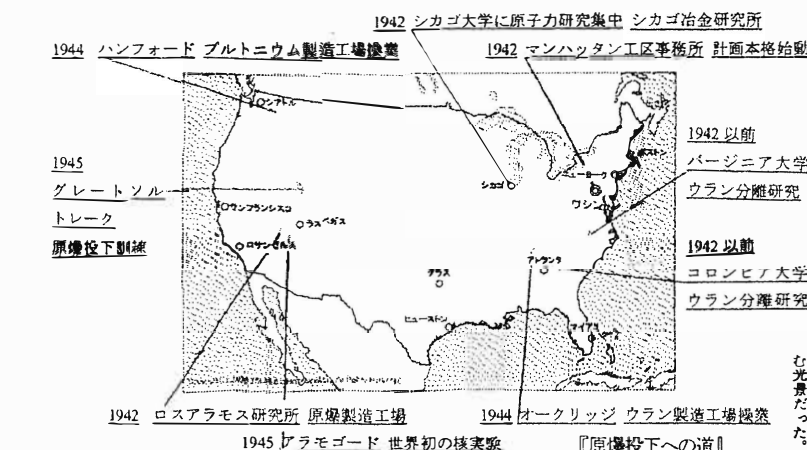 1942 シカゴ大学に原子力研究集中 シカゴ冶金研究所
1944 ハンフォード プルトニウム製造工場操業
1942 マンハッタン工区事務所 計画本格始動
シアトル
1942 以前
バージニア大学
ウラン分離研究
ボストン
ニューヨーク
ワシン
シカゴ
1945
グレートソル
トレーク
原爆投下訓練
サンフランシスコ
ラスベガス
ロサンゼルス
1942 以前
コロンビア大学
ウラン分離研究
アトランタ
ダラス
ヒューストン
マイアミ
む光景だった。
1942 ロスアラモス研究所 原爆製造工場
1944 オークリッジ ウラン製造工場操業
1945 アラモゴード 世界初の核実験
『原爆投下への道』